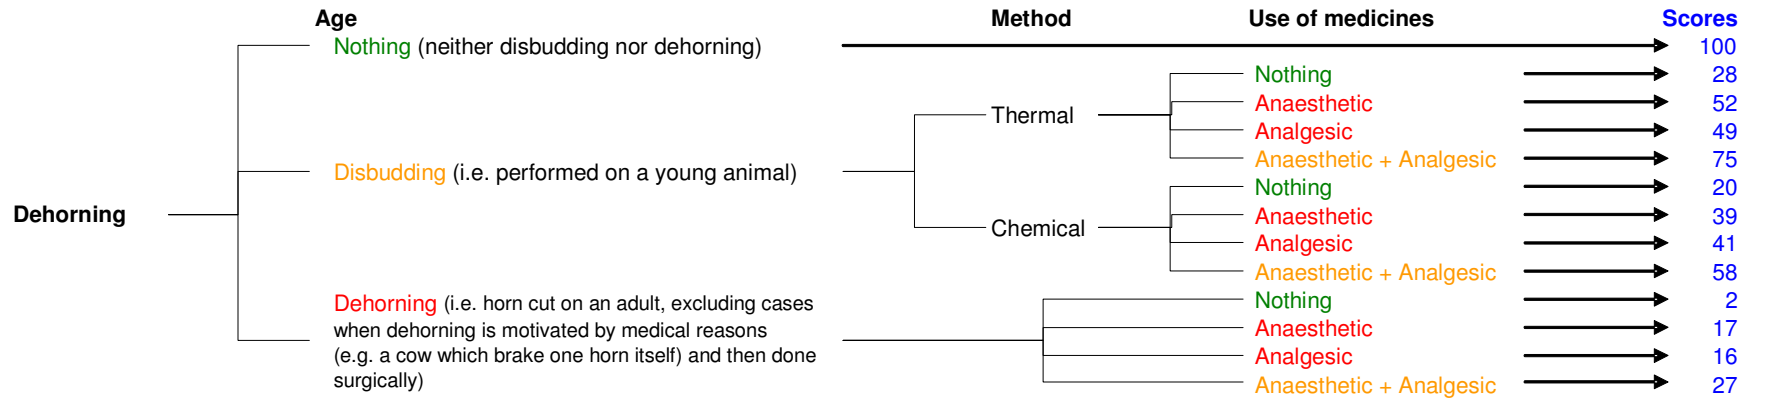 Age Method Use of medicines Scores
Nothing (neither disbudding nor dehorning) 100
Nothing 28
Anaesthetic 52
Thermal
Analgesic 49
Anaesthetic + Analgesic 75
Disbudding (i.e. performed on a young animal)
Nothing 20
Dehorning
Anaesthetic 39
Chemical
Analgesic 41
Anaesthetic + Analgesic 58
Dehorning (i.e. horn cut on an adult, excluding cases
when dehorning is motivated by medical reasons
(e.g. a cow which brake one horn itself) and then done
surgically)
Nothing 2
Anaesthetic 17
Analgesic 16
Anaesthetic + Analgesic 27